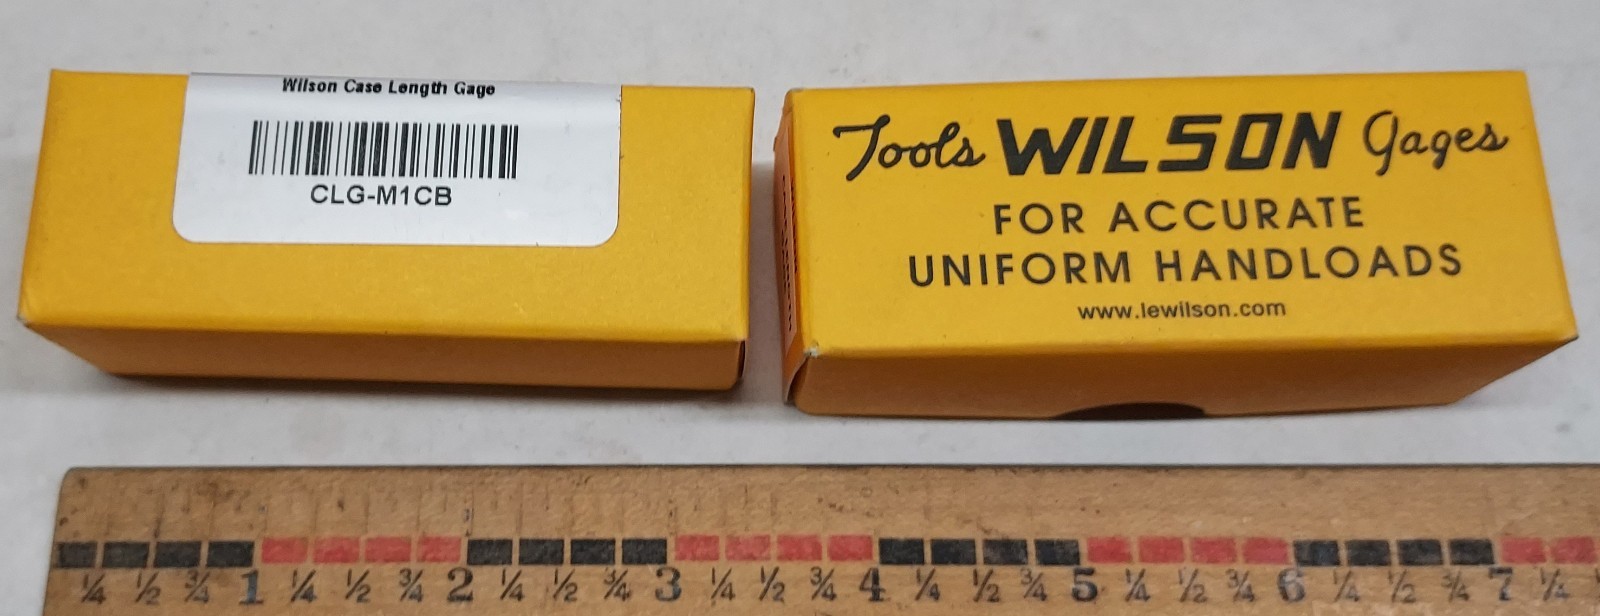 Wilson Case Length Gage
CLG-M1CB
Tools WILSON Gages
FOR ACCURATE
UNIFORM HANDLOADS
www.lewilson.com
¼ ½ ¾ 1 ¼ ½ ¾ 2 ¼ ½ ¾ 3 ¼ ½ ¾ 4 ¼ ½ ¾ 5 ¼ ½ ¾ 6 ¼ ½ ¾ 7 ¼